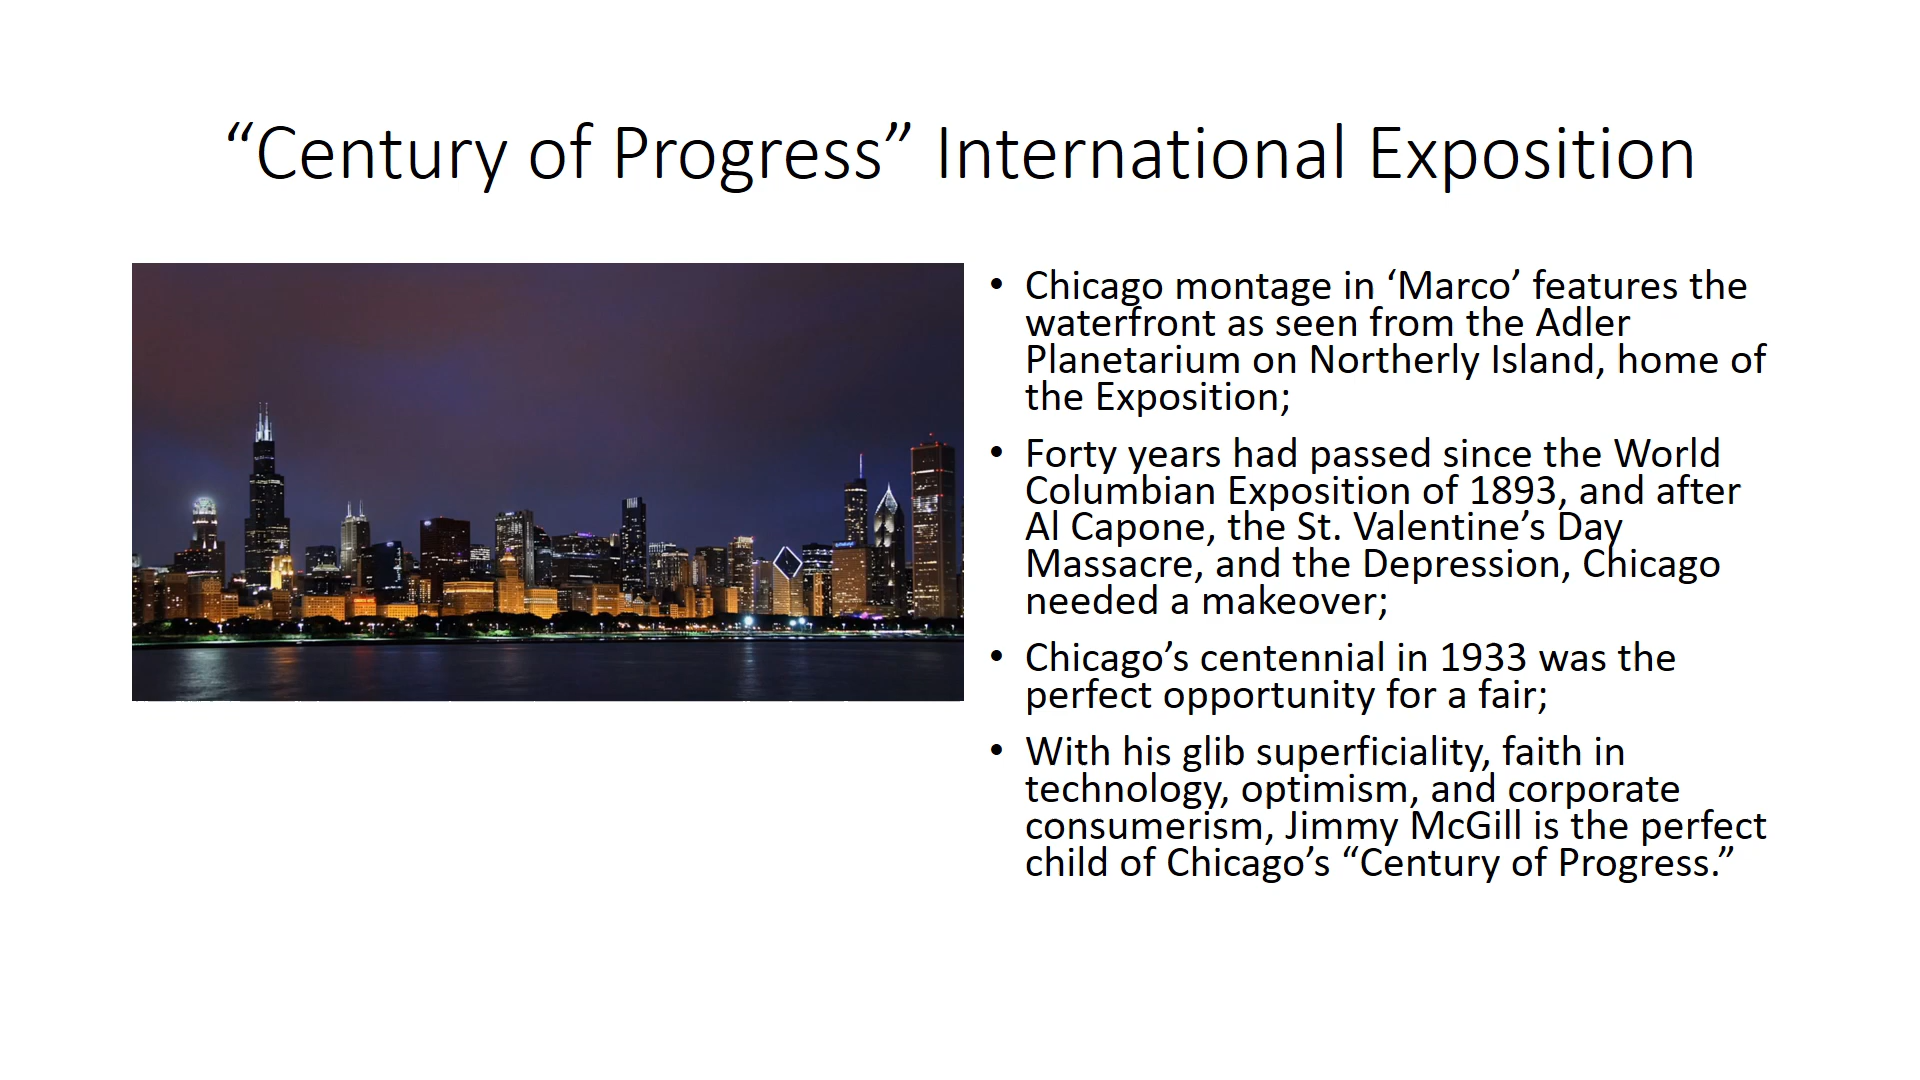 “Century of Progress” International Exposition
• Chicago montage in ‘Marco’ features the
waterfront as seen from the Adler
Planetarium on Northerly Island, home of
the Exposition;
• Forty years had passed since the World
Columbian Exposition of 1893, and after
Al Capone, the St. Valentine’s Day
Massacre, and the Depression, Chicago
needed a makeover;
• Chicago’s centennial in 1933 was the
perfect opportunity for a fair;
• With his glib superficiality, faith in
technology, optimism, and corporate
consumerism, Jimmy McGill is the perfect
child of Chicago’s “Century of Progress.”